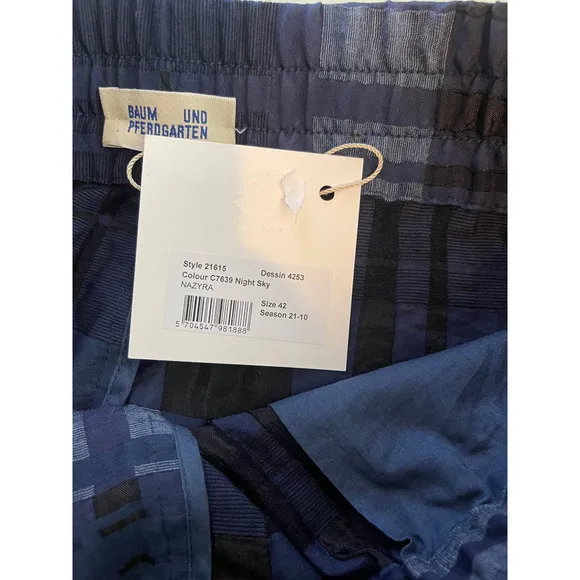 BAUM UND
PFERDGARTEN
Style 21615 Dessin 4253
Colour C7639 Night Sky
NAZYRA
Size 42
Season 21-10
5 704547 981888